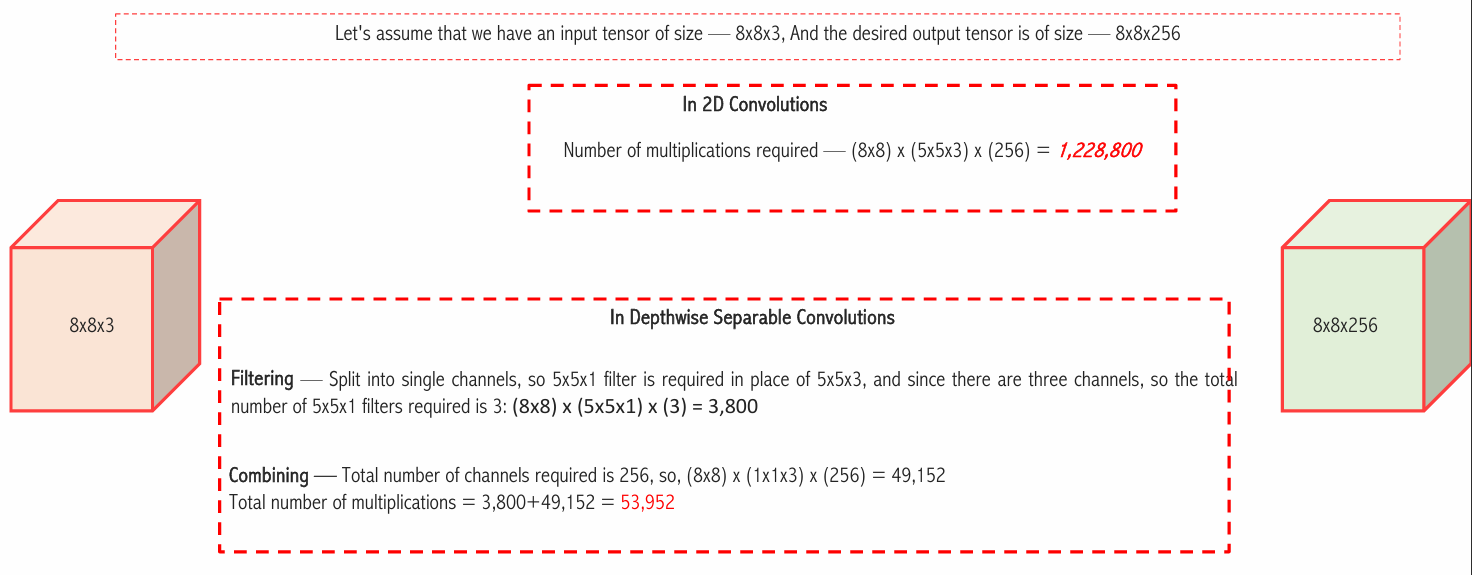 Let's assume that we have an input tensor of size — 8x8x3, And the desired output tensor is of size — 8x8x256
In 2D Convolutions
Number of multiplications required — (8x8) x (5x5x3) x (256) = 1,228,800
8x8x3
8x8x256
In Depthwise Separable Convolutions
Filtering — Split into single channels, so 5x5x1 filter is required in place of 5x5x3, and since there are three channels, so the total
number of 5x5x1 filters required is 3: (8x8) x (5x5x1) x (3) = 3,800
Combining — Total number of channels required is 256, so, (8x8) x (1x1x3) x (256) = 49,152
Total number of multiplications = 3,800+49,152 = 53,952